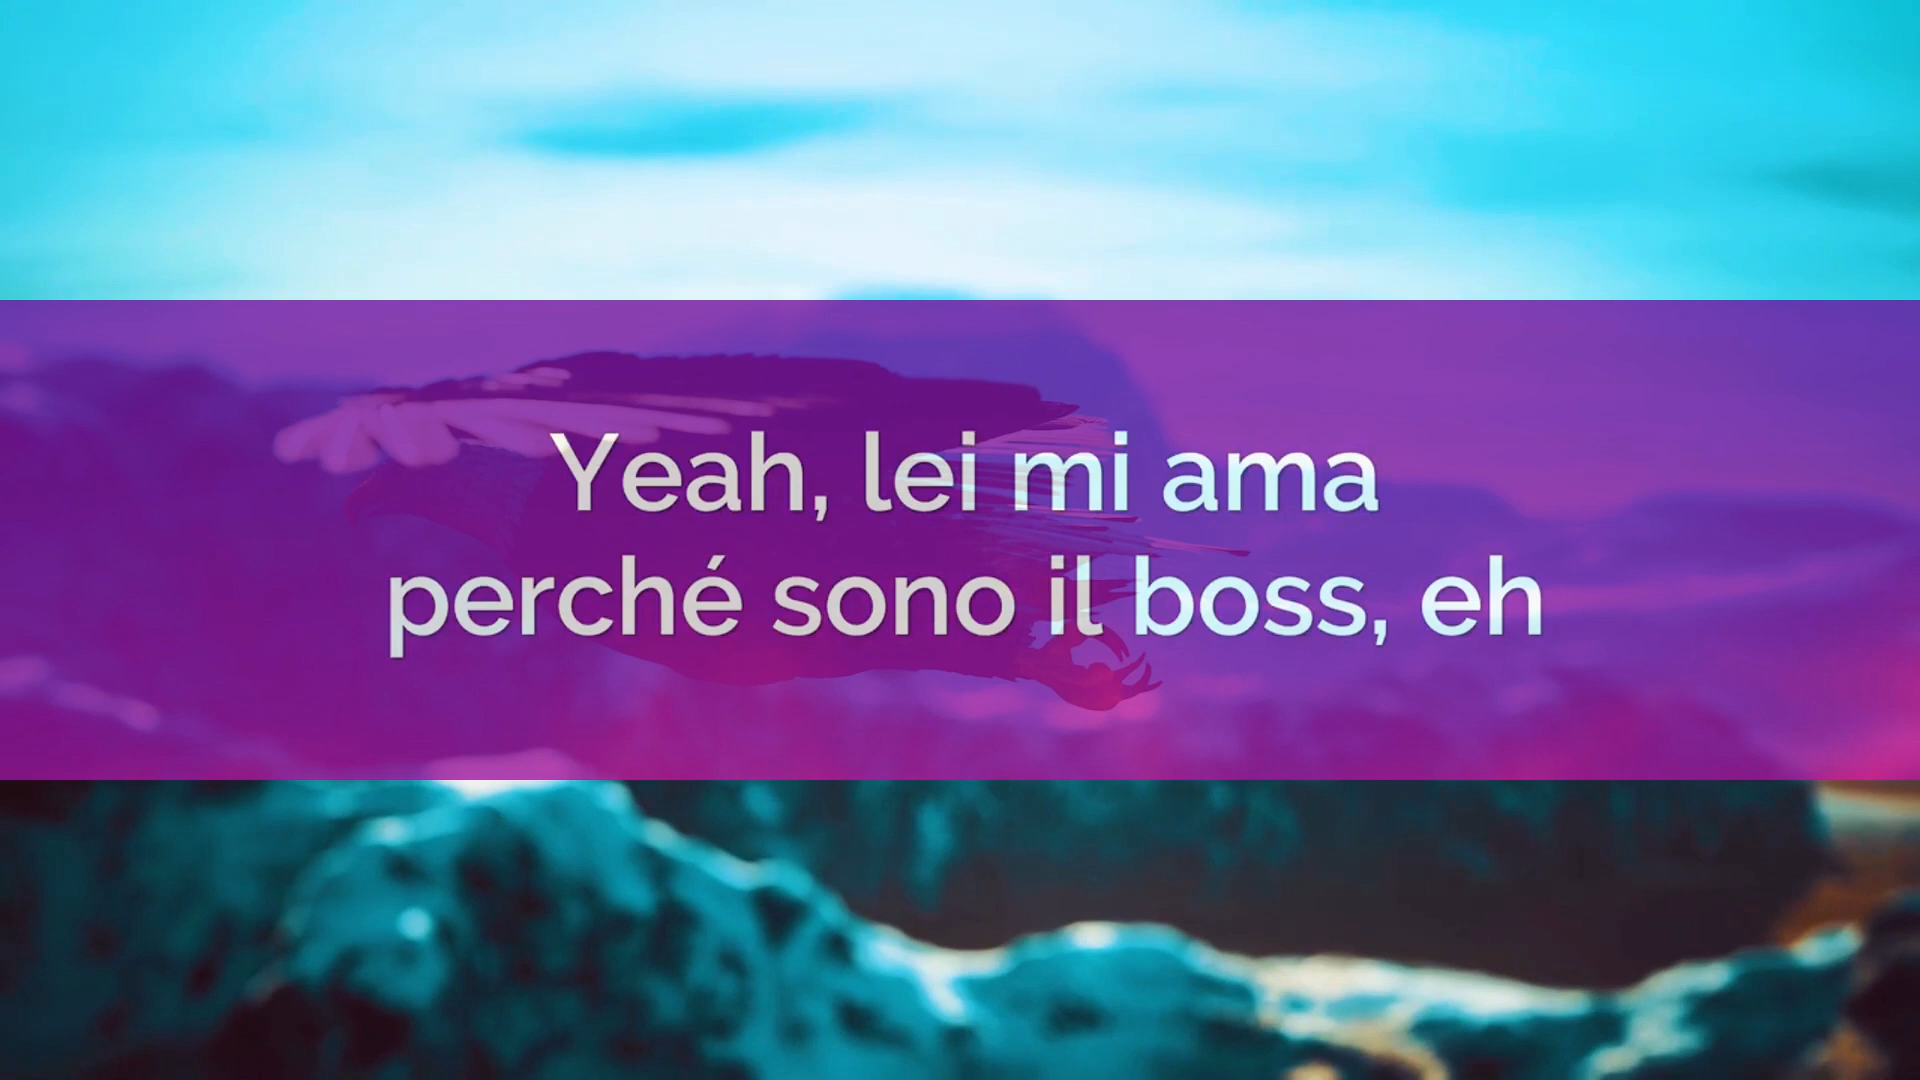 Yeah, lei mi ama
perché sono il boss, eh